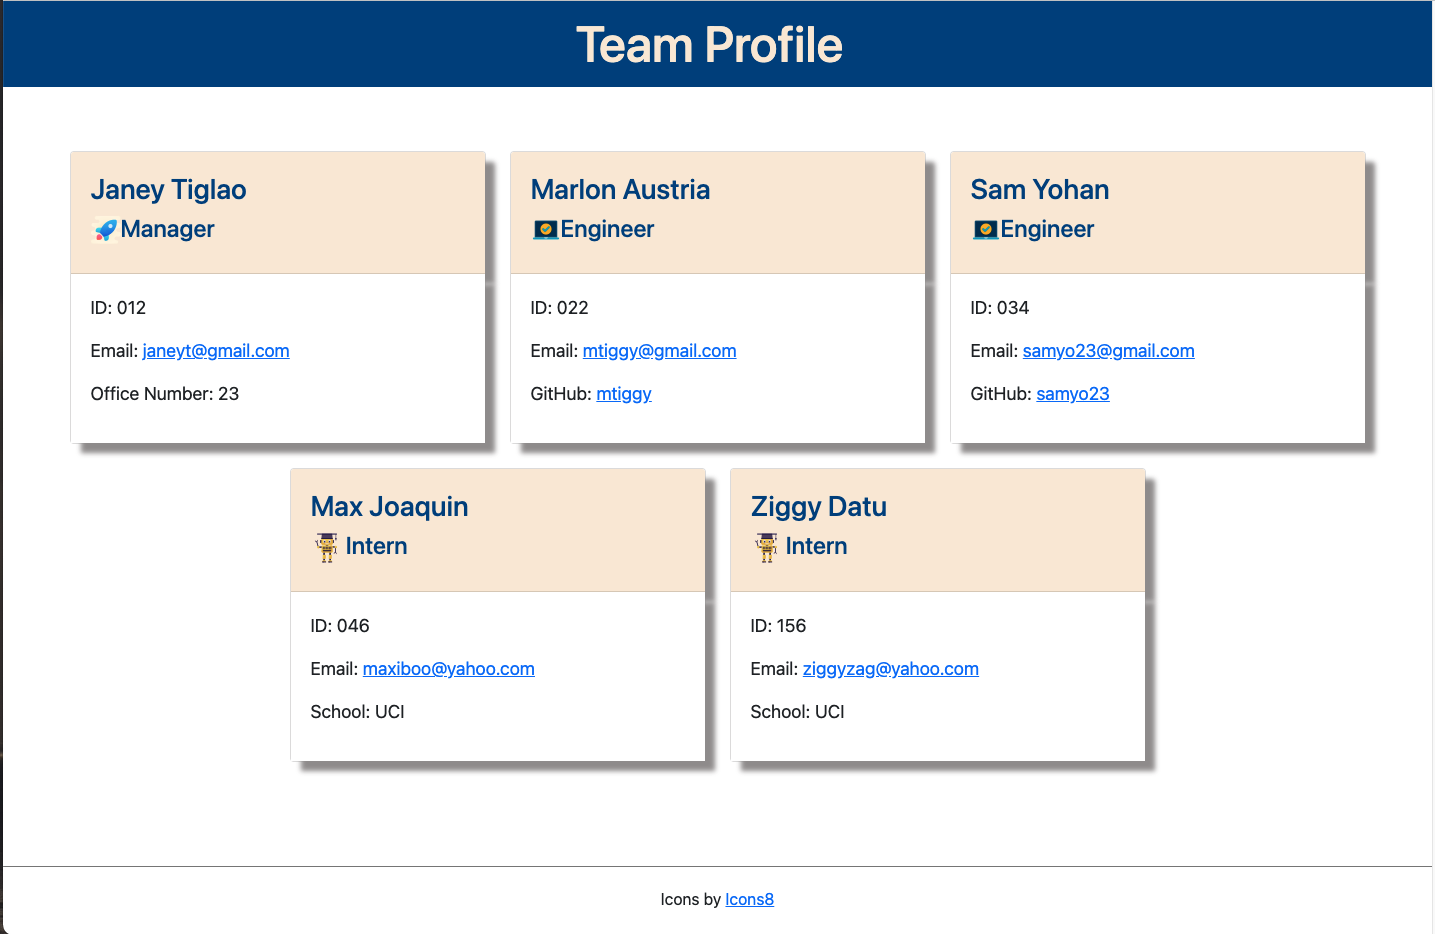 Team Profile
Janey Tiglao
Manager
ID: 012
Email: janeyt@gmail.com
Office Number: 23
Marlon Austria
Engineer
ID: 022
Email: mtiggy@gmail.com
GitHub: mtiggy
Sam Yohan
Engineer
ID: 034
Email: samyo23@gmail.com
GitHub: samyo23
Max Joaquin
Intern
ID: 046
Email: maxiboo@yahoo.com
School: UCI
Ziggy Datu
Intern
ID: 156
Email: ziggyzag@yahoo.com
School: UCI
Icons by Icons8